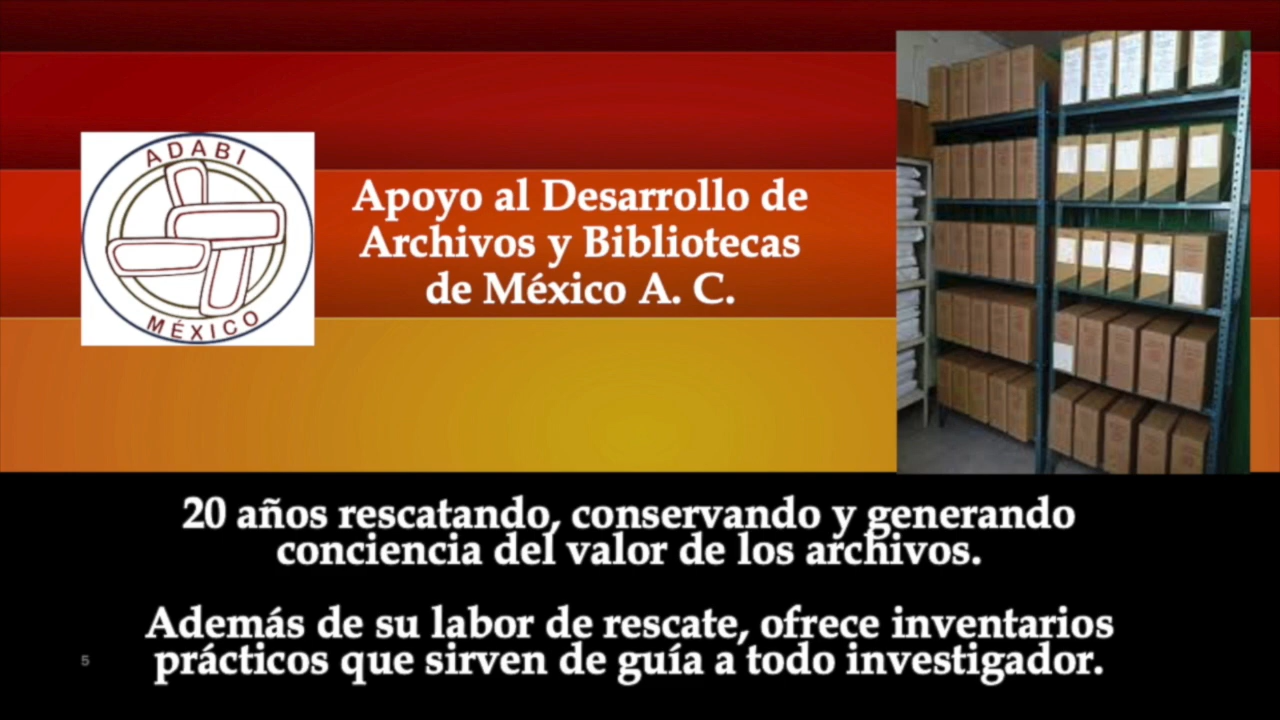 ADABI
MÉXICO
Apoyo al Desarrollo de
Archivos y Bibliotecas
de México A. C.
20 años rescatando, conservando y generando
conciencia del valor de los archivos.
Además de su labor de rescate, ofrece inventarios
prácticos que sirven de guía a todo investigador.
5